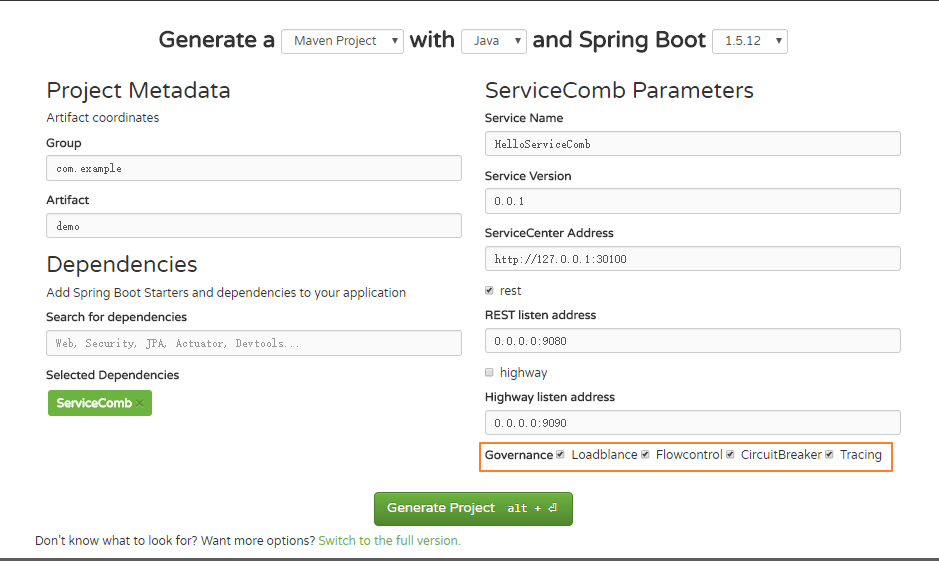 Generate a Maven Project with Java and Spring Boot 1.5.12
Project Metadata
Artifact coordinates
Group
com.example
Artifact
demo
Dependencies
Add Spring Boot Starters and dependencies to your application
Search for dependencies
Web, Security, JPA, Actuator, Devtools...
Selected Dependencies
ServiceComb ×
ServiceComb Parameters
Service Name
HelloServiceComb
Service Version
0.0.1
ServiceCenter Address
http://127.0.0.1:30100
rest
REST listen address
0.0.0.0:9080
highway
Highway listen address
0.0.0.0:9090
Governance Loadblance Flowcontrol CircuitBreaker Tracing
Generate Project alt + ⏎
Don't know what to look for? Want more options? Switch to the full version.